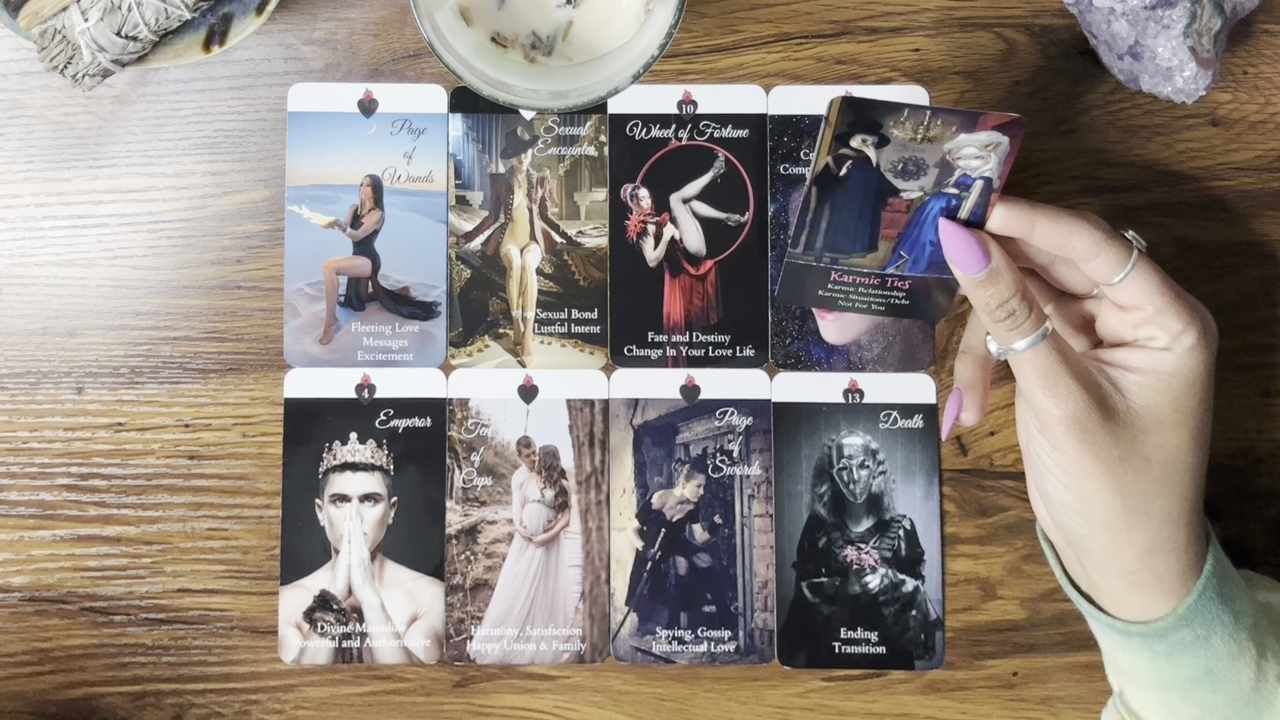 Page
of
Wands
Fleeting Love
Messages
Excitement
Sexual
Encounter
Sexual Bond
Lustful Intent
10
Wheel of Fortune
Fate and Destiny
Change In Your Love Life
Karmic Ties
Karmic Relationship
Karmic Situations/Debt
Not For You
4
Emperor
Divine Masculine
Powerful and Authoritative
Ten
of
Cups
Harmony, Satisfaction
Happy Union & Family
Page
of
Swords
Spying, Gossip
Intellectual Love
13
Death
Ending
Transition